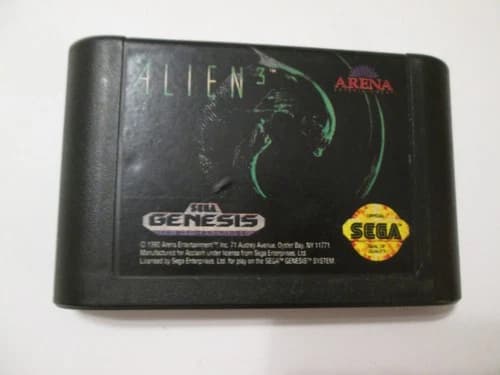 ALIEN 3™
ARENA
ENTERTAINMENT
SEGA
GENESIS
OFFICIAL
SEGA
SEAL OF
QUALITY
© 1992 Arena Entertainment™ Inc. 71 Audrey Avenue, Oyster Bay, NY 11771
Manufactured for Acclaim under license from Sega Enterprises, Ltd
Licensed by Sega Enterprises, Ltd. for play on the SEGA™ GENESIS™ SYSTEM.